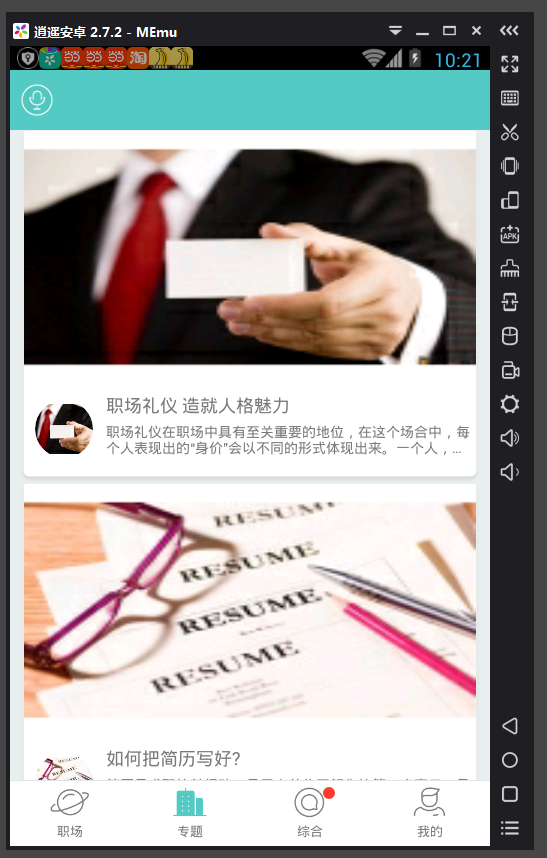 逍遥安卓 2.7.2 - MEmu
10:21
职场礼仪 造就人格魅力
职场礼仪在职场中具有至关重要的地位，在这个场合中，每
个人表现出的“身价”会以不同的形式体现出来。一个人，...
RESUME
RESUME
RESUME
RESUME
如何把简历写好?
职场
专题
综合
我的
APK